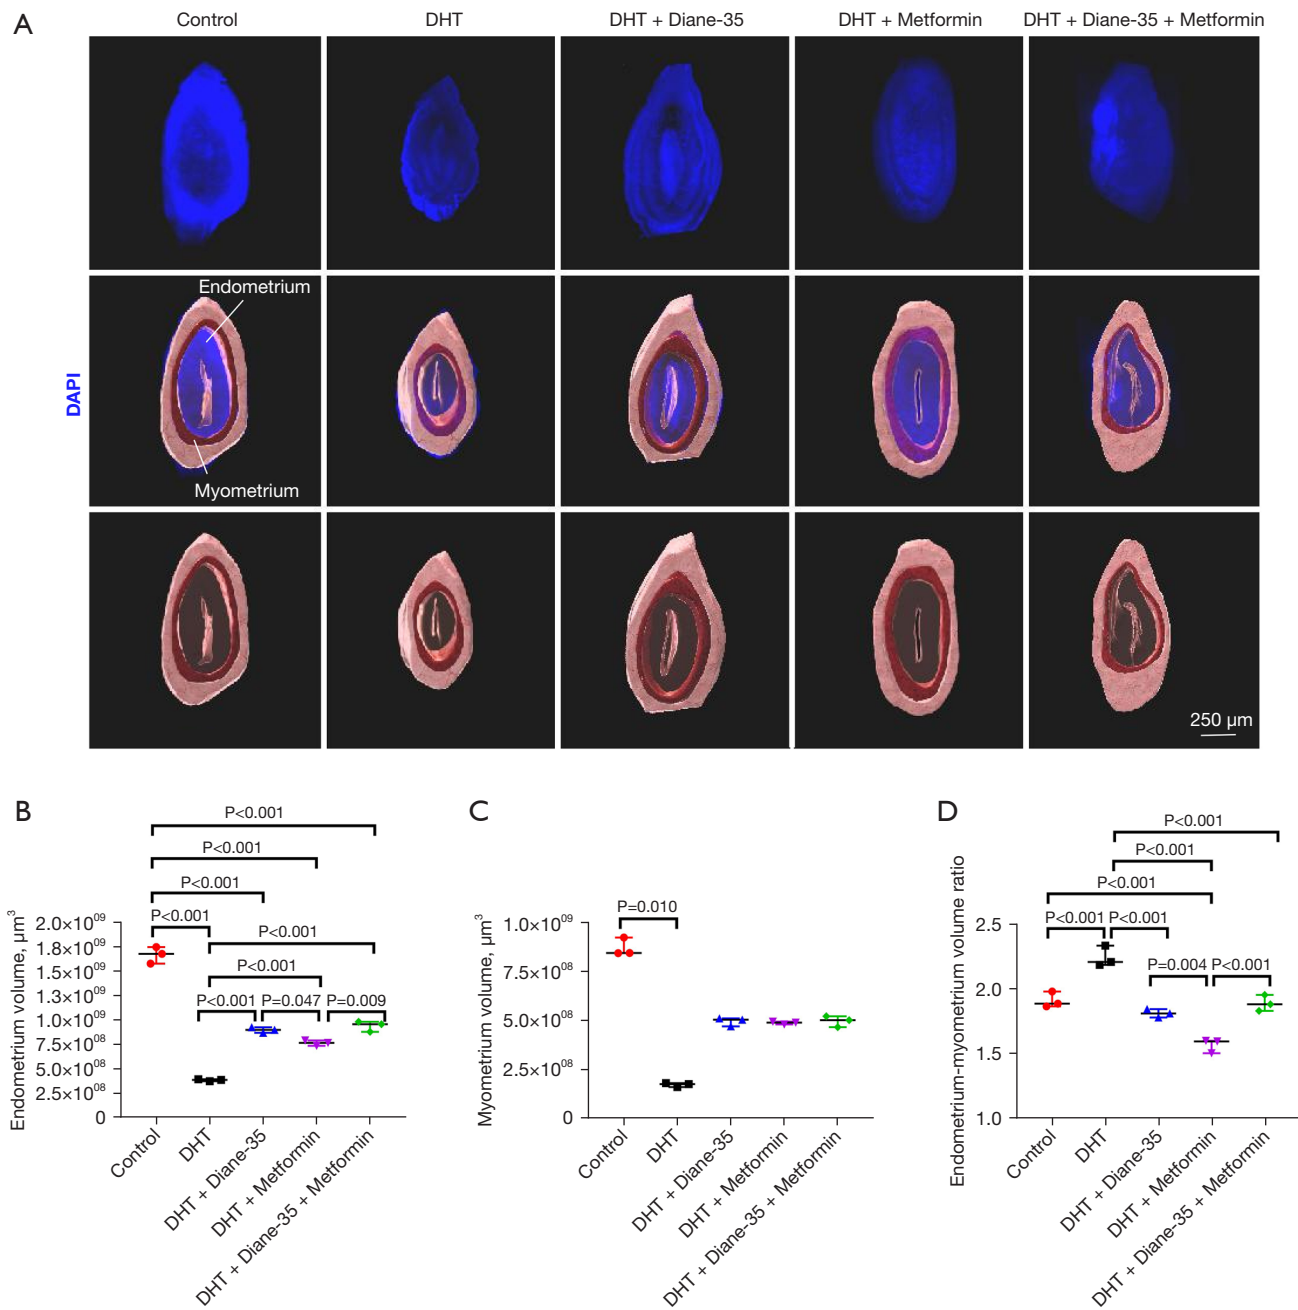 A
Control
DHT
DHT + Diane-35
DHT + Metformin
DHT + Diane-35 + Metformin
DAPI
Endometrium
Myometrium
250 µm
B
P<0.001
P<0.001
P<0.001
P<0.001
P<0.001
P<0.001
P<0.001
P=0.047
P=0.009
Endometrium volume, µm³
2.0×10⁰⁹
1.8×10⁰⁹
1.5×10⁰⁹
1.3×10⁰⁹
1.0×10⁰⁹
7.5×10⁰⁸
5.0×10⁰⁸
2.5×10⁰⁸
0
Control
DHT
DHT + Diane-35
DHT + Metformin
DHT + Diane-35 + Metformin
C
P=0.010
Myometrium volume, µm³
1.0×10⁰⁹
7.5×10⁰⁸
5.0×10⁰⁸
2.5×10⁰⁸
0
Control
DHT
DHT + Diane-35
DHT + Metformin
DHT + Diane-35 + Metformin
D
P<0.001
P<0.001
P<0.001
P<0.001
P<0.001
P=0.004
P<0.001
Endometrium-myometrium volume ratio
2.5
2.0
1.5
1.0
Control
DHT
DHT + Diane-35
DHT + Metformin
DHT + Diane-35 + Metformin